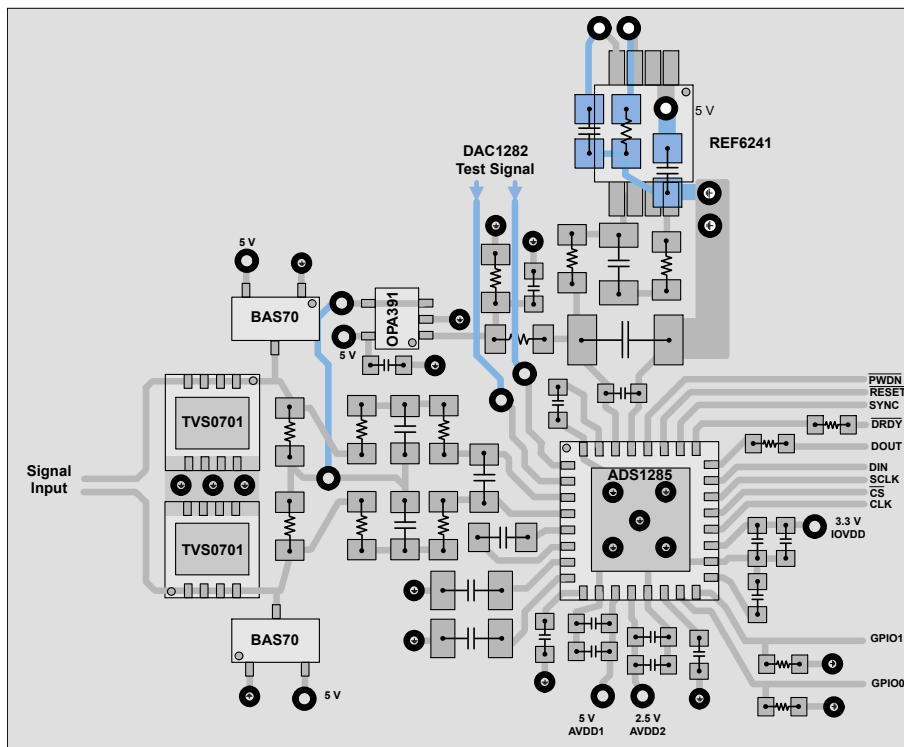 5 V
REF6241
DAC1282
Test Signal
5 V
BAS70
OPA391
5 V
PWDN
RESET
SYNC
DRDY
DOUT
DIN
SCLK
CS
CLK
TVS0701
Signal
Input
TVS0701
ADS1285
3.3 V
IOVDD
BAS70
5 V
5 V
AVDD1
2.5 V
AVDD2
GPIO1
GPIO0